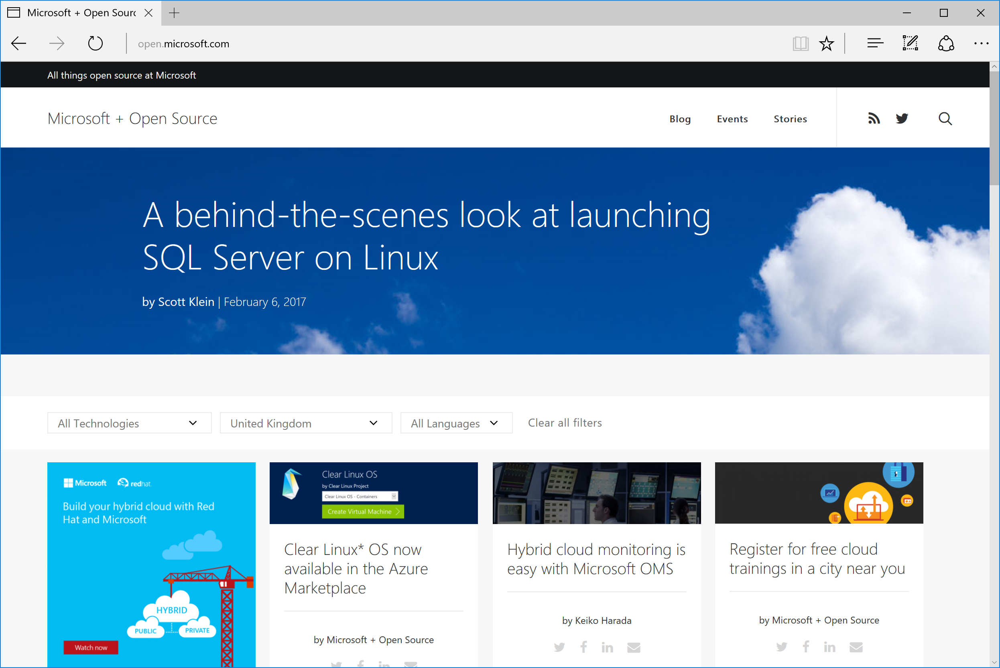 Microsoft + Open Sourc
open.microsoft.com
All things open source at Microsoft
Microsoft + Open Source
Blog
Events
Stories
A behind-the-scenes look at launching
SQL Server on Linux
by Scott Klein | February 6, 2017
All Technologies
United Kingdom
All Languages
Clear all filters
Microsoft
redhat.
Build your hybrid cloud with Red
Hat and Microsoft
HYBRID
PUBLIC
PRIVATE
Watch now
Clear Linux OS
by Clear Linux Project
Clear Linux OS - Containers
Create Virtual Machine
Clear Linux* OS now
available in the Azure
Marketplace
by Microsoft + Open Source
Hybrid cloud monitoring is
easy with Microsoft OMS
by Keiko Harada
Register for free cloud
trainings in a city near you
by Microsoft + Open Source